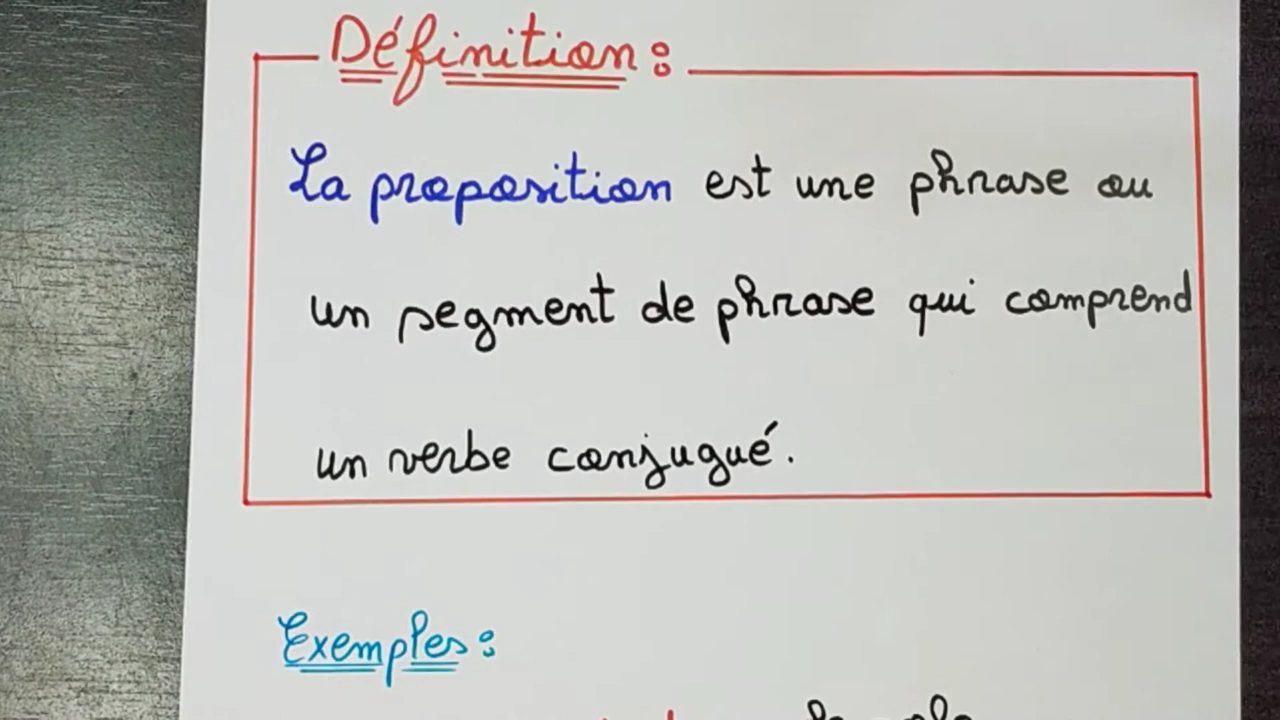 Définition :
La proposition est une phrase ou
un segment de phrase qui comprend
un verbe conjugué.
Exemples :